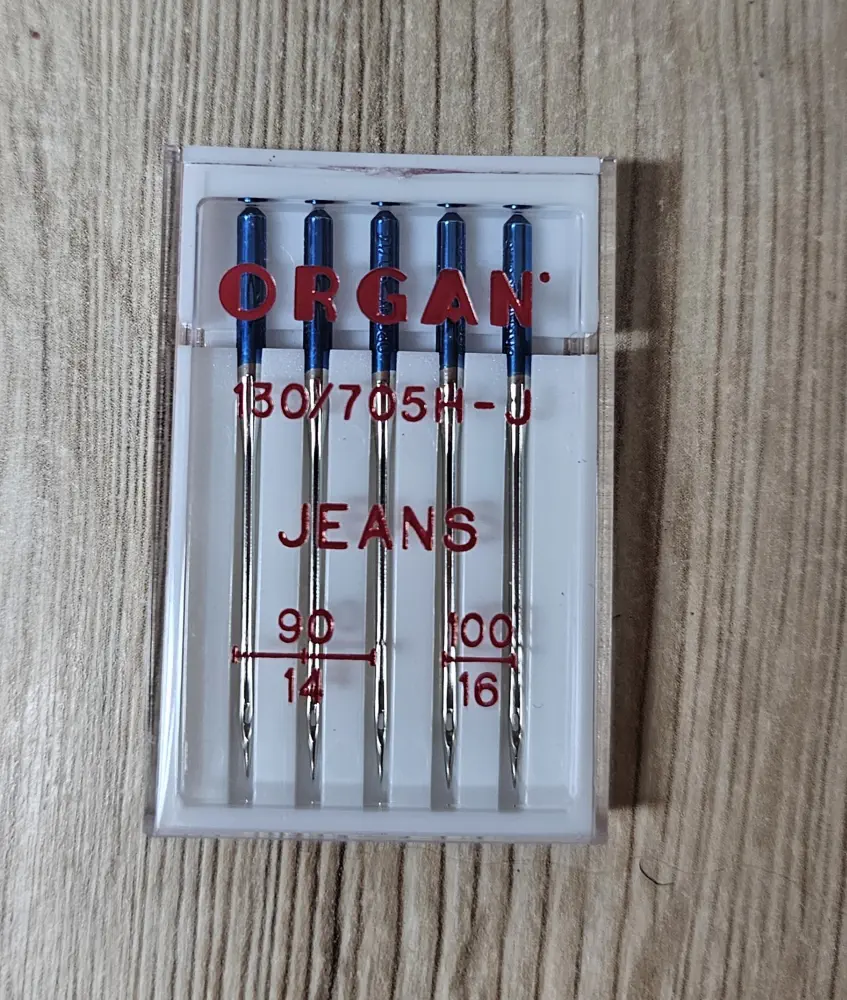 ORGAN
130/705H-J
JEANS
90 100
14 16